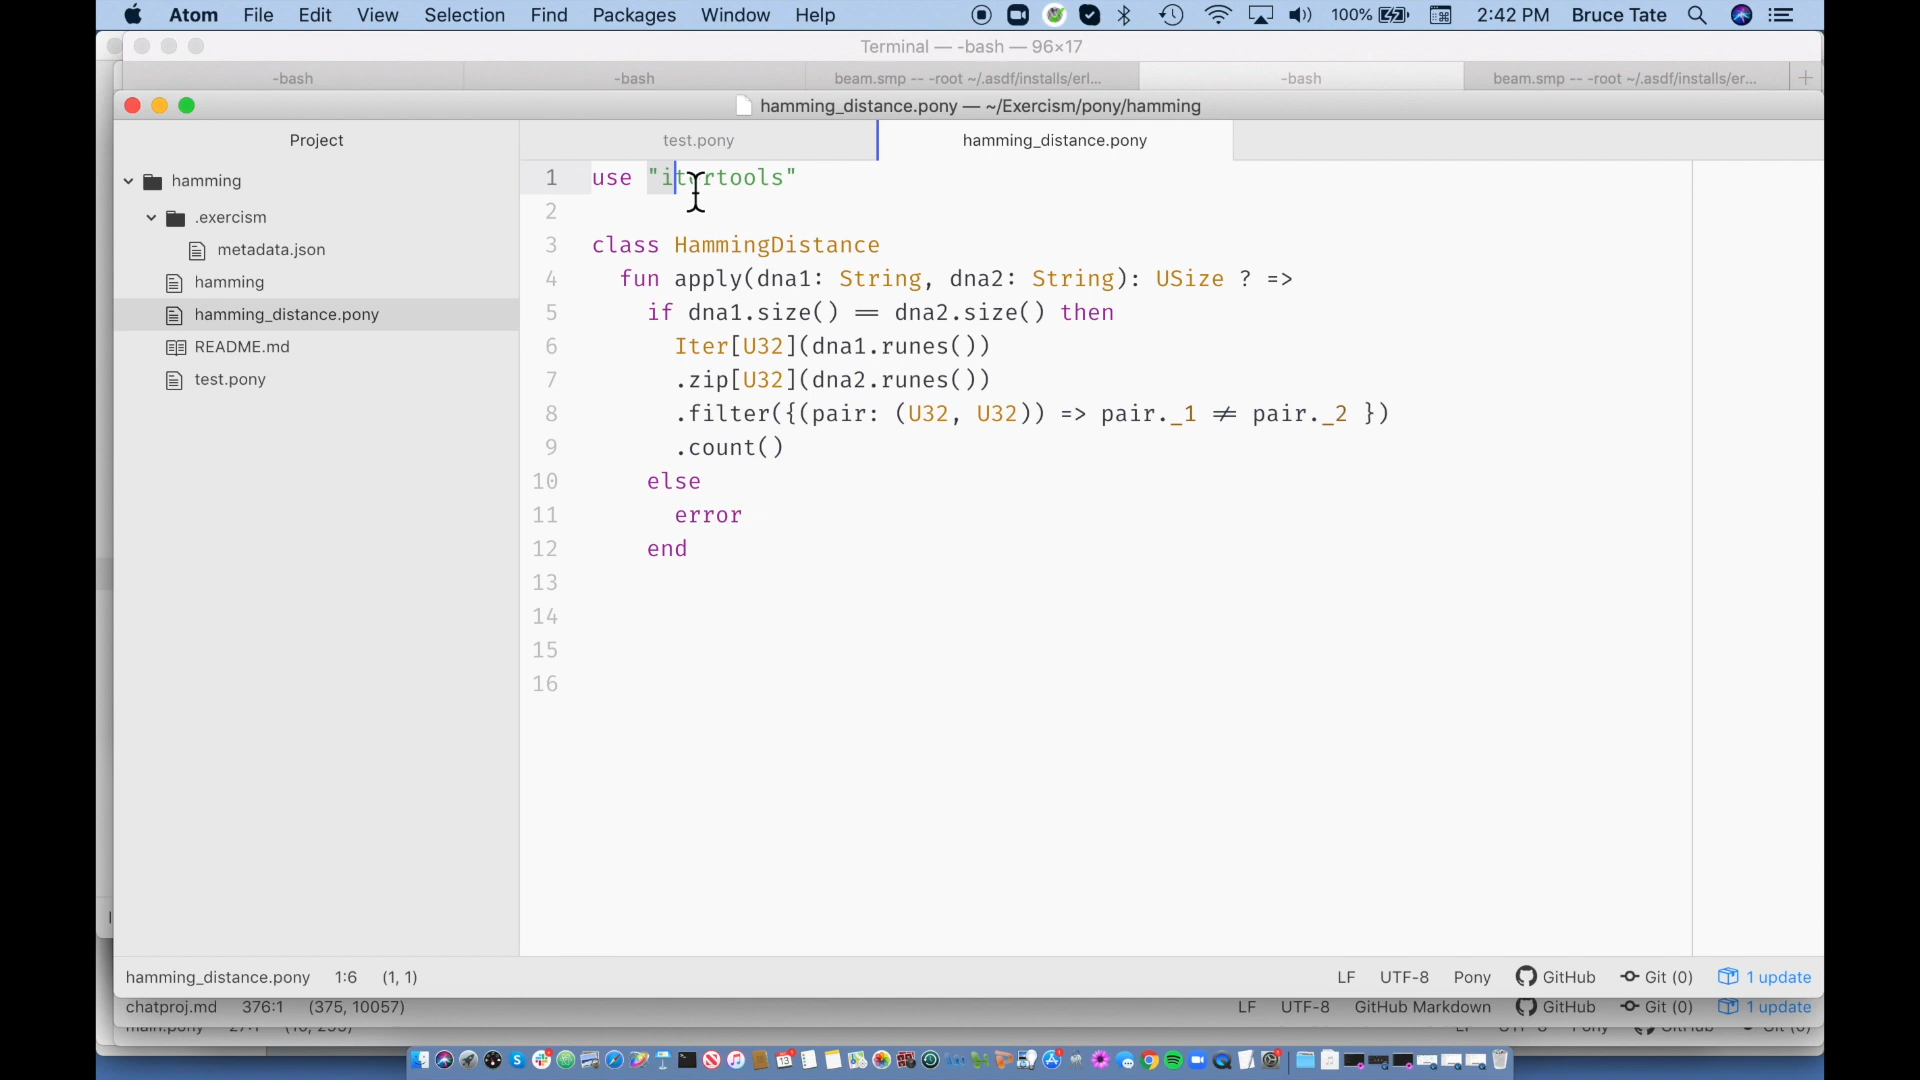 Atom File Edit View Selection Find Packages Window Help 100% 2:42 PM Bruce Tate
Terminal — -bash — 96×17
-bash -bash beam.smp -- -root ~/.asdf/installs/erl... -bash beam.smp -- -root ~/.asdf/installs/er... +
hamming_distance.pony — ~/Exercism/pony/hamming
Project
hamming
.exercism
metadata.json
hamming
hamming_distance.pony
README.md
test.pony
test.pony hamming_distance.pony
1 use "itertools"
2
3 class HammingDistance
4 fun apply(dna1: String, dna2: String): USize ? =>
5 if dna1.size() == dna2.size() then
6 Iter[U32](dna1.runes())
7 .zip[U32](dna2.runes())
8 .filter({(pair: (U32, U32)) => pair._1 != pair._2 })
9 .count()
10 else
11 error
12 end
13
14
15
16
hamming_distance.pony 1:6 (1, 1) LF UTF-8 Pony GitHub Git (0) 1 update
chatproj.md 376:1 (375, 10057) LF UTF-8 GitHub Markdown GitHub Git (0) 1 update